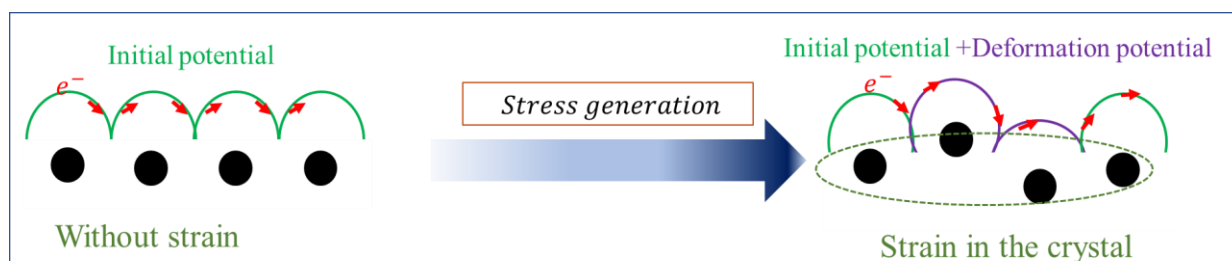 Initial potential
e⁻
Without strain
Stress generation
Initial potential +Deformation potential
e⁻
Strain in the crystal